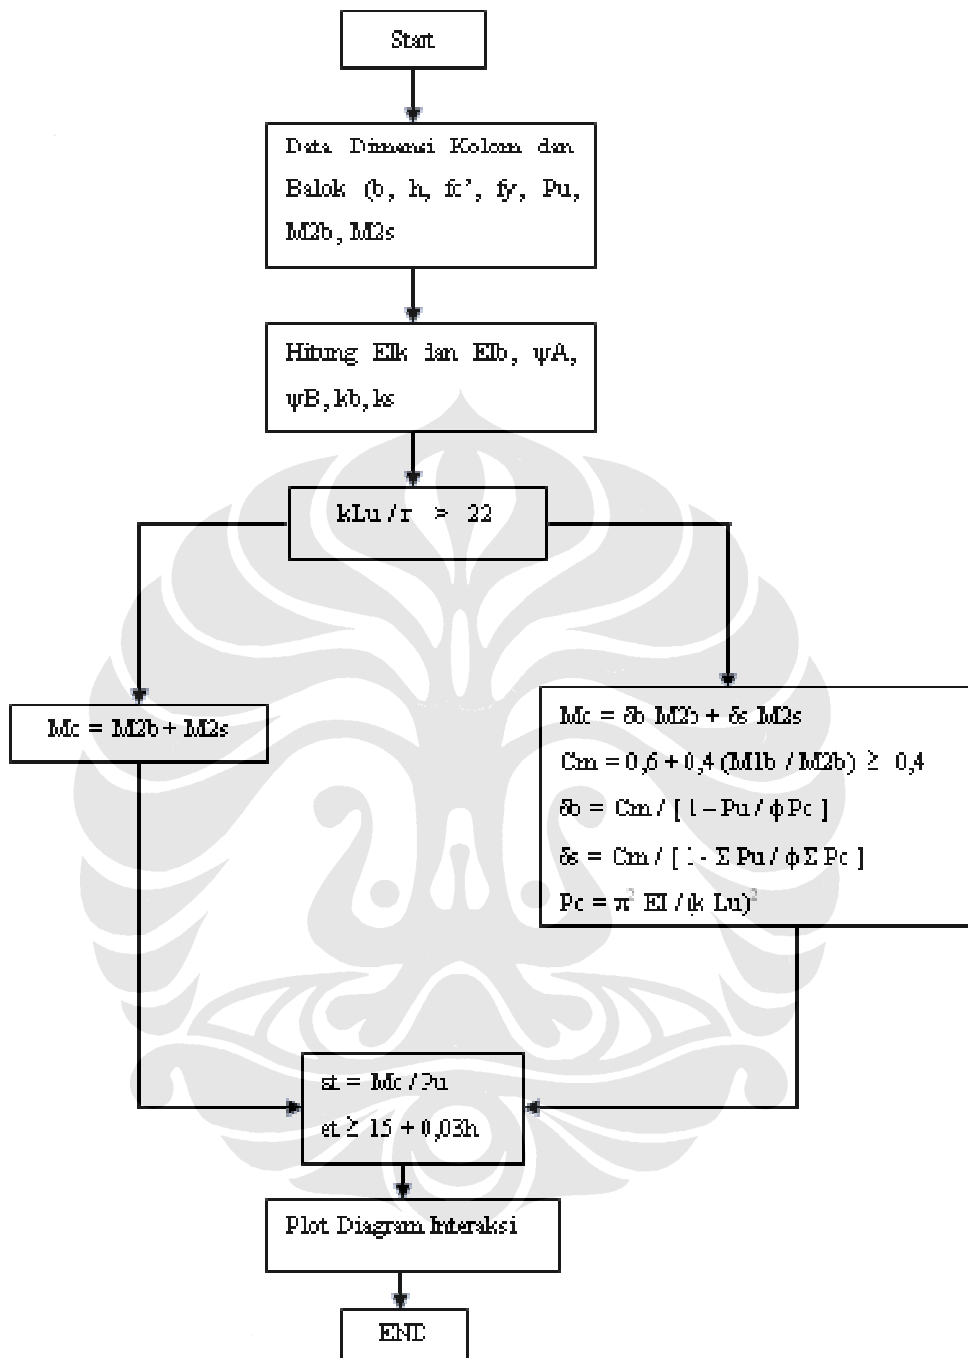 Start
Data Dimensi Kolom dan
Balok (b, h, fc', fy, Pu,
M2b, M2s
Hitung EIk dan EIb, ψA,
ψB, kb, ks
kLu / r > 22
Mc = M2b + M2s
Mc = δb M2b + δs M2s
Cm = 0,6 + 0,4 (M1b / M2b) ≥ 0,4
δb = Cm / [ 1 – Pu / ϕ Pc ]
δs = Cm / [ 1 - Σ Pu / ϕ Σ Pc ]
Pc = π² EI / (k Lu)²
et = Mc / Pu
et ≥ 15 + 0,03h
Plot Diagram Interaksi
END